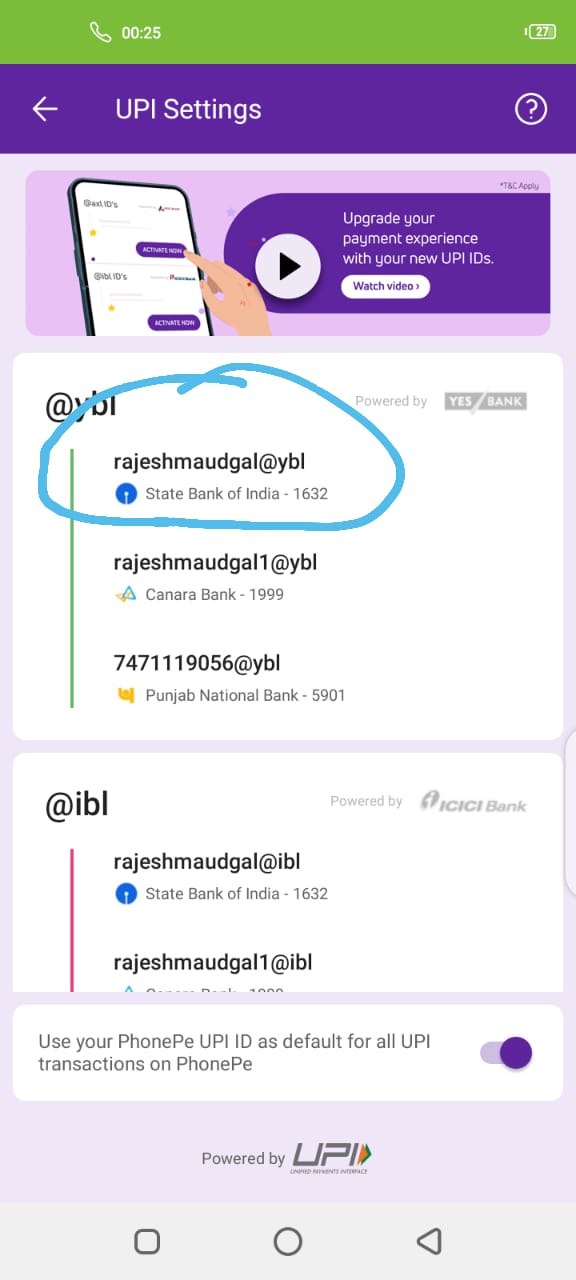 00:25
27
UPI Settings
?
*T&C Apply
@axl ID's
ACTIVATE NOW
@ibl ID's
ACTIVATE NOW
Upgrade your
payment experience
with your new UPI IDs.
Watch video ›
@ybl
Powered by YES BANK
rajeshmaudgal@ybl
State Bank of India - 1632
rajeshmaudgal1@ybl
Canara Bank - 1999
7471119056@ybl
Punjab National Bank - 5901
@ibl
Powered by ICICI Bank
rajeshmaudgal@ibl
State Bank of India - 1632
rajeshmaudgal1@ibl
Use your PhonePe UPI ID as default for all UPI
transactions on PhonePe
Powered by UPI
UNIFIED PAYMENTS INTERFACE